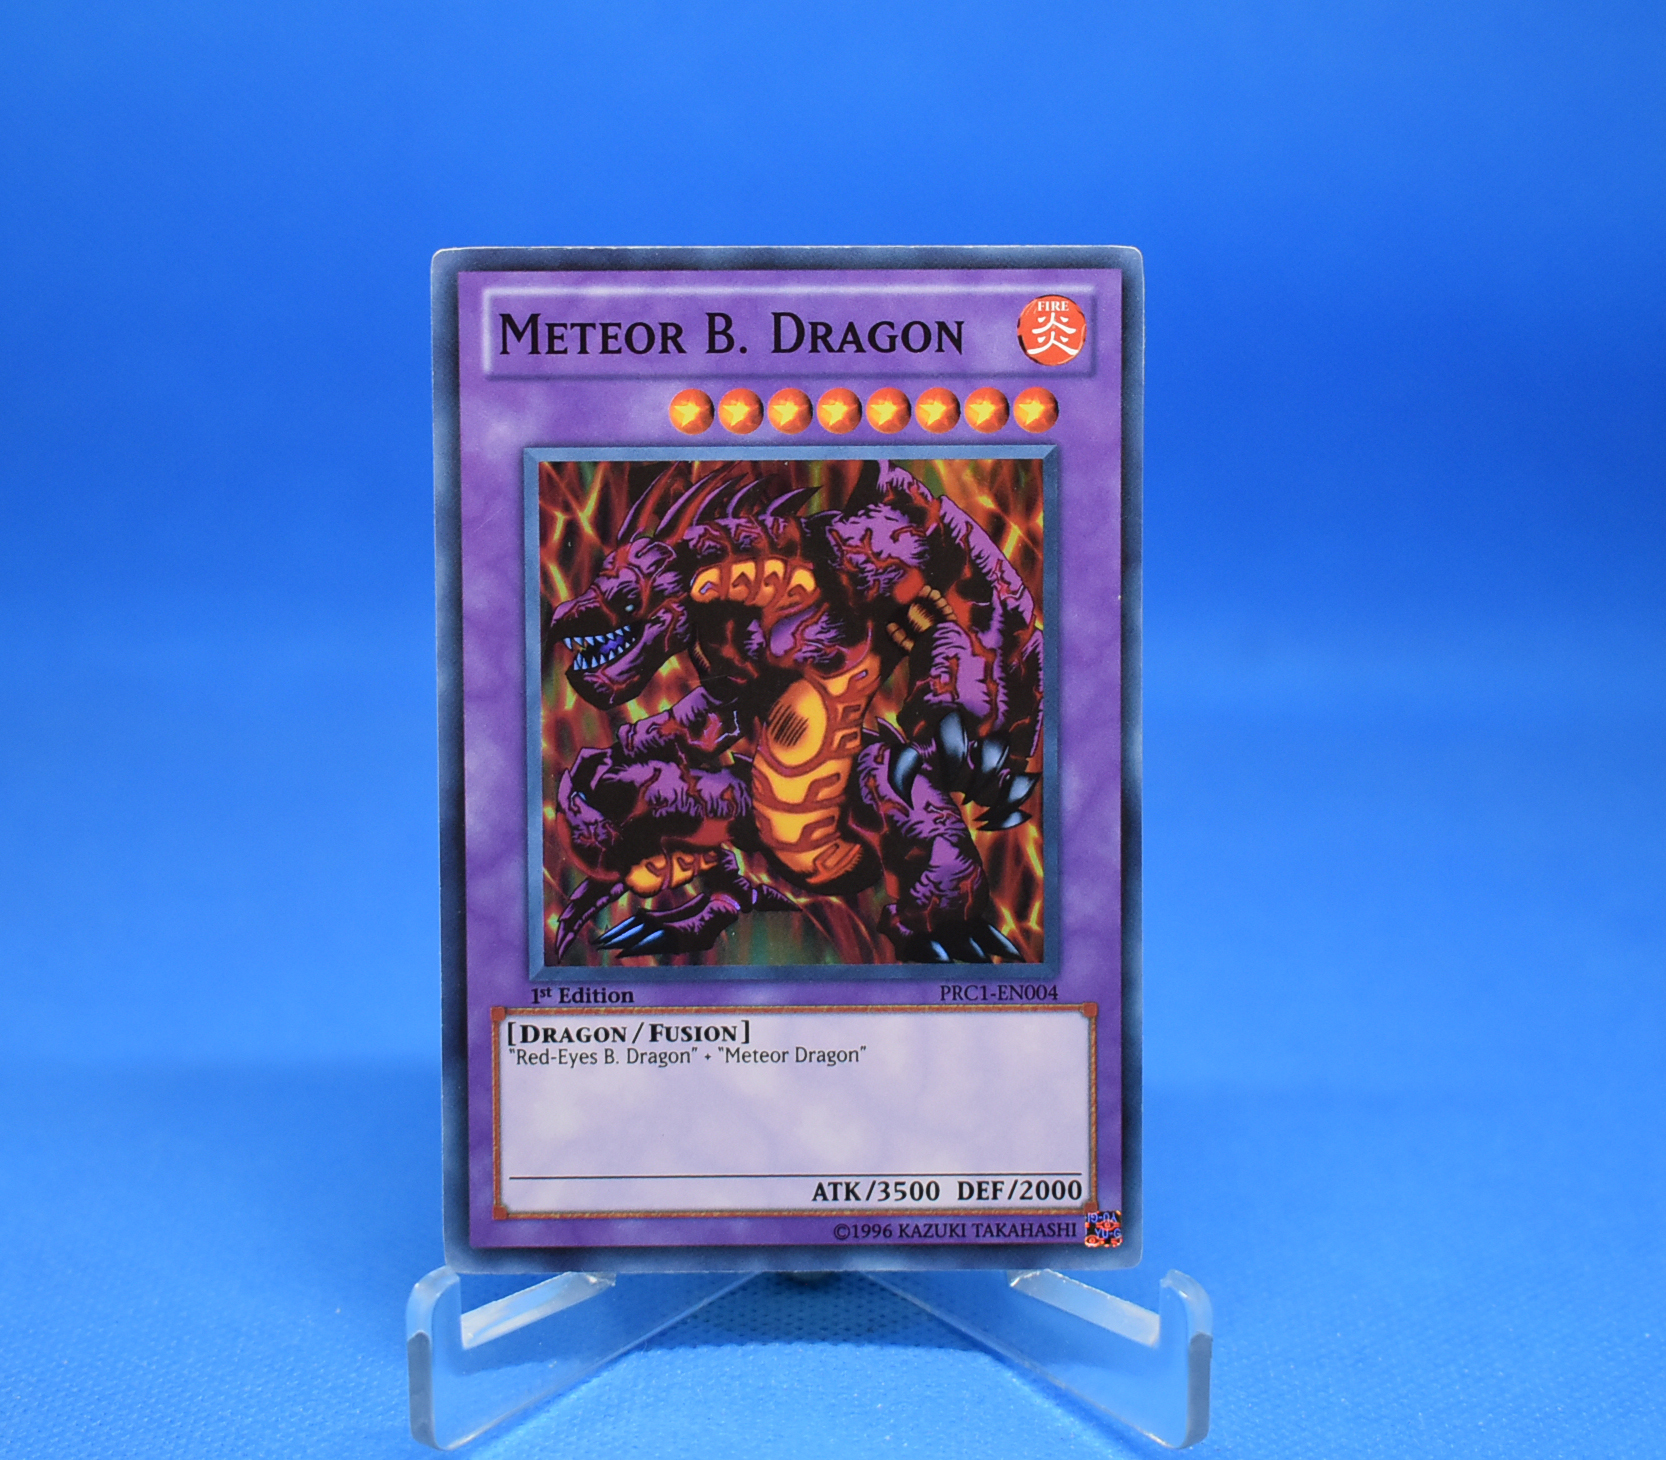 METEOR B. DRAGON
FIRE
炎
1st Edition
PRC1-EN004
[DRAGON/FUSION]
"Red-Eyes B. Dragon" + "Meteor Dragon"
ATK/3500 DEF/2000
©1996 KAZUKI TAKAHASHI